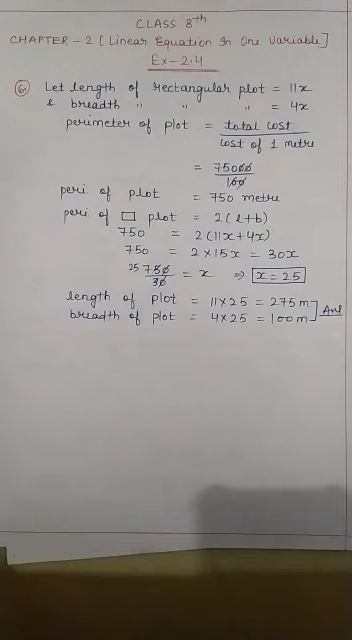 CLASS 8th
CHAPTER - 2 [Linear Equation In One Variable]
Ex-2.4
6. Let length of rectangular plot = 11x
& breadth " " " = 4x
perimeter of plot = total cost / cost of 1 metre
= 75000 / 100
peri. of plot = 750 metre
peri of □ plot = 2(l+b)
750 = 2(11x+4x)
750 = 2×15x = 30x
25 750 / 30 = x ⇒ x = 25
length of plot = 11×25 = 275m
breadth of plot = 4×25 = 100m] Ans